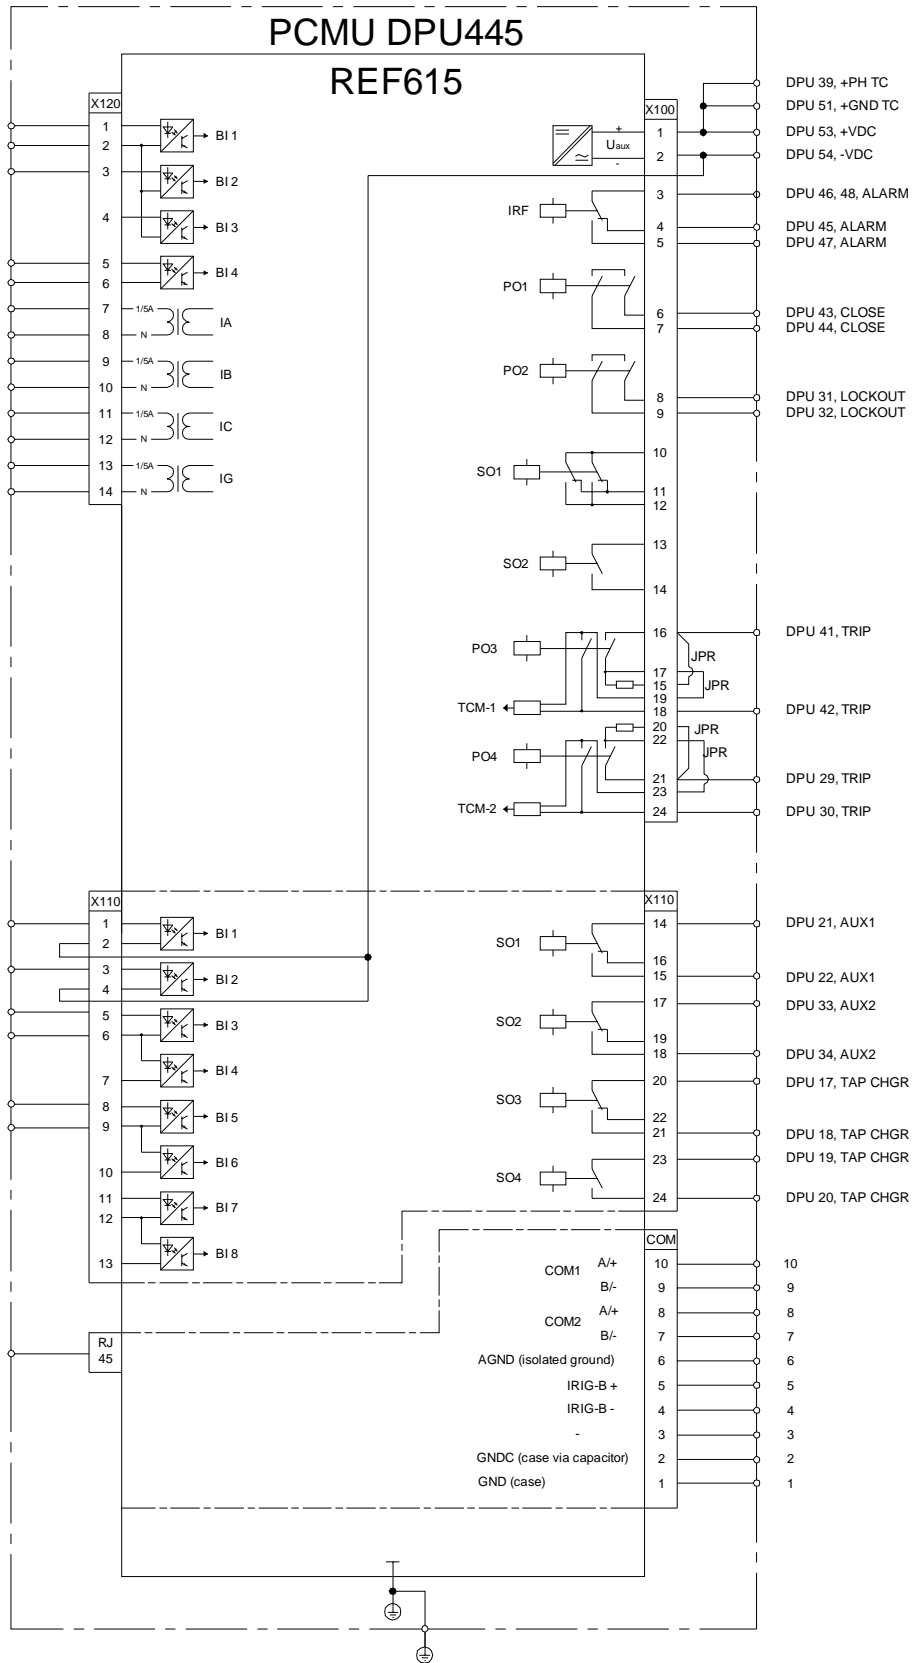 PCMU DPU445
REF615
X120
1
BI 1
2
3
BI 2
4
BI 3
5
BI 4
6
7
1/5A
IA
8
N
9
1/5A
IB
10
N
11
1/5A
IC
12
N
13
1/5A
IG
14
N
X100
+
1
Uaux
-
2
IRF
3
4
5
PO1
6
7
PO2
8
9
SO1
10
11
12
SO2
13
14
PO3
16
JPR
17
15
JPR
19
TCM-1
18
20
JPR
22
PO4
JPR
21
23
TCM-2
24
DPU 39, +PH TC
DPU 51, +GND TC
DPU 53, +VDC
DPU 54, -VDC
DPU 46, 48, ALARM
DPU 45, ALARM
DPU 47, ALARM
DPU 43, CLOSE
DPU 44, CLOSE
DPU 31, LOCKOUT
DPU 32, LOCKOUT
DPU 41, TRIP
DPU 42, TRIP
DPU 29, TRIP
DPU 30, TRIP
X110
1
BI 1
2
3
BI 2
4
5
BI 3
6
BI 4
7
8
BI 5
9
BI 6
10
11
BI 7
12
BI 8
13
X110
14
SO1
16
15
17
SO2
19
18
20
SO3
22
21
23
SO4
24
DPU 21, AUX1
DPU 22, AUX1
DPU 33, AUX2
DPU 34, AUX2
DPU 17, TAP CHGR
DPU 18, TAP CHGR
DPU 19, TAP CHGR
DPU 20, TAP CHGR
RJ
45
COM
COM1 A/+ 10 10
B/- 9 9
COM2 A/+ 8 8
B/- 7 7
AGND (isolated ground) 6 6
IRIG-B + 5 5
IRIG-B - 4 4
- 3 3
GNDC (case via capacitor) 2 2
GND (case) 1 1